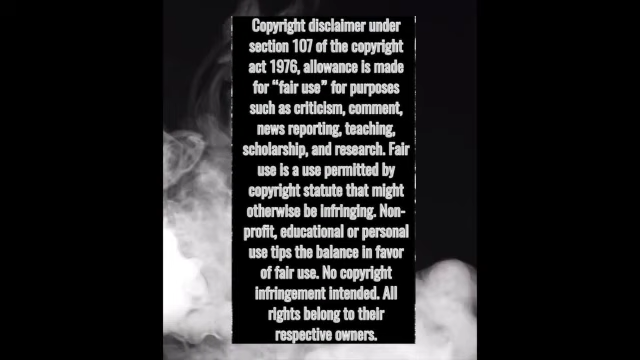 Copyright disclaimer under
section 107 of the copyright
act 1976, allowance is made
for “fair use” for purposes
such as criticism, comment,
news reporting, teaching,
scholarship, and research. Fair
use is a use permitted by
copyright statute that might
otherwise be infringing. Non-
profit, educational or personal
use tips the balance in favor
of fair use. No copyright
infringement intended. All
rights belong to their
respective owners.